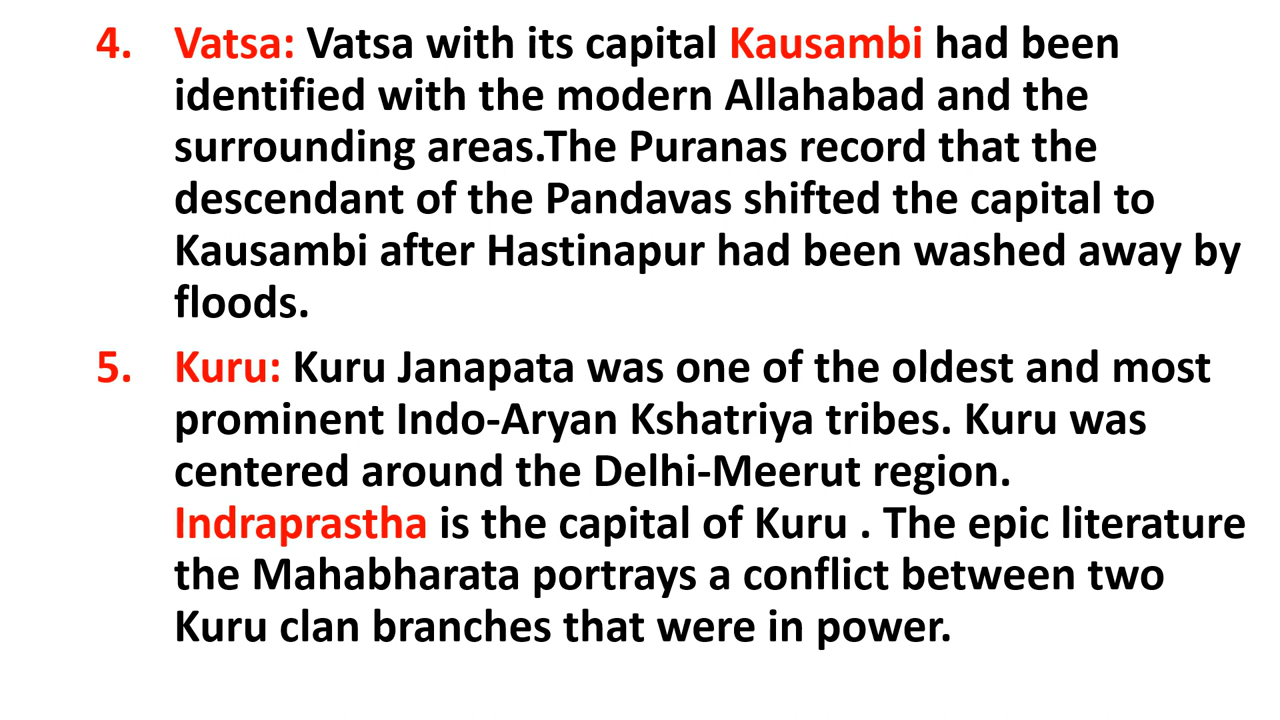 4. Vatsa: Vatsa with its capital Kausambi had been
identified with the modern Allahabad and the
surrounding areas.The Puranas record that the
descendant of the Pandavas shifted the capital to
Kausambi after Hastinapur had been washed away by
floods.
5. Kuru: Kuru Janapata was one of the oldest and most
prominent Indo-Aryan Kshatriya tribes. Kuru was
centered around the Delhi-Meerut region.
Indraprastha is the capital of Kuru . The epic literature
the Mahabharata portrays a conflict between two
Kuru clan branches that were in power.